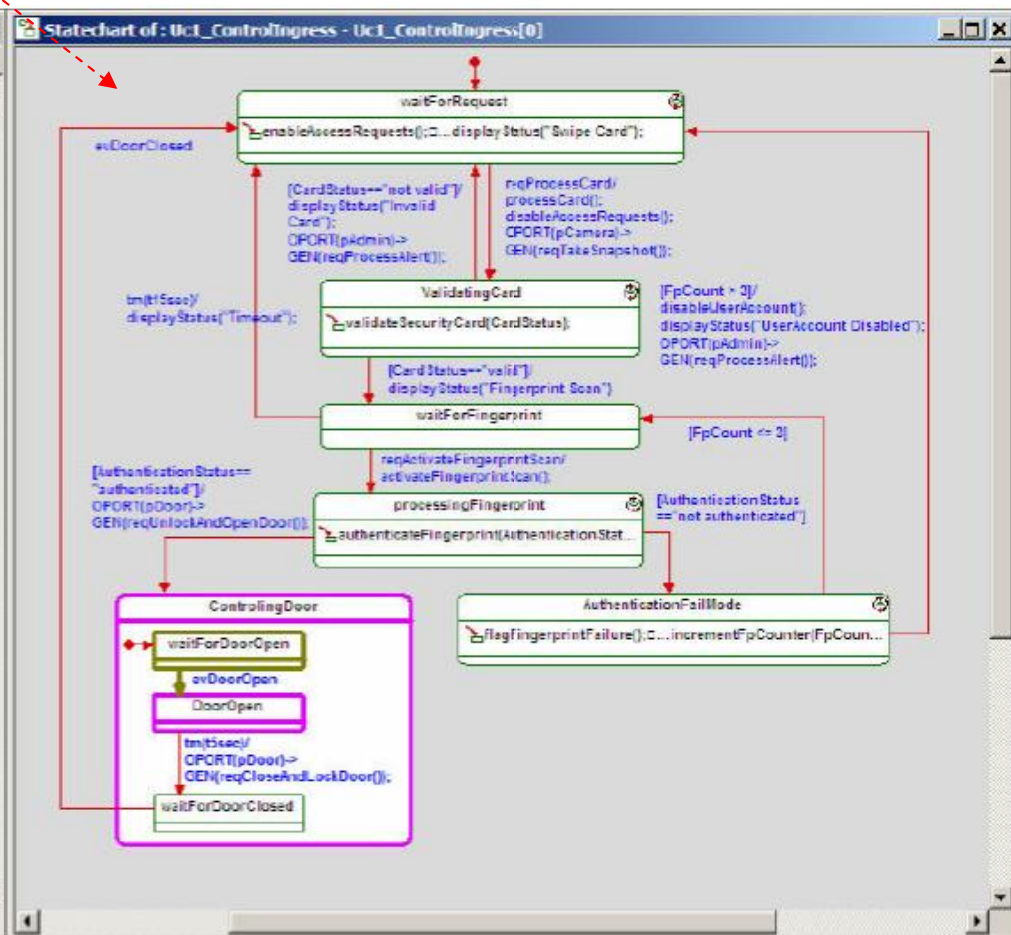 Statechart of : Uc1_ControlIngress - Uc1_ControlIngress[0]
waitForRequest
enableAccessRequests();□...displayStatus("Swipe Card");
evDoorClosed
[CardStatus=="not valid"]/
displayStatus("Invalid
Card");
OPORT(pAdmin)->
GEN(reqProcessAlert());
reqProcessCard/
processCard();
disableAccessRequests();
OPORT(pCamera)->
GEN(reqTakeSnapshot());
ValidatingCard
validateSecurityCard(CardStatus);
tm(t15sec)/
displayStatus("Timeout");
[FpCount > 3]/
disableUserAccount();
displayStatus("UserAccount Disabled");
OPORT(pAdmin)->
GEN(reqProcessAlert());
[CardStatus=="valid"]/
displayStatus("Fingerprint Scan")
waitForFingerprint
[FpCount <= 3]
reqActivateFingerprintScan/
activateFingerprintScan();
[AuthenticationStatus==
"authenticated"]/
OPORT(pDoor)->
GEN(reqUnlockAndOpenDoor());
processingFingerprint
authenticateFingerprint(AuthenticationStat...
[AuthenticationStatus
=="not authenticated"]
ControlingDoor
waitForDoorOpen
evDoorOpen
DoorOpen
tm(t5sec)/
OPORT(pDoor)->
GEN(reqCloseAndLockDoor());
waitForDoorClosed
AuthenticationFailMode
flagFingerprintFailure();□...incrementFpCounter(FpCoun...